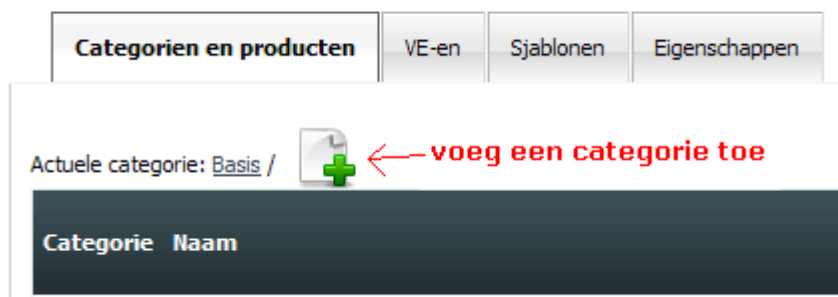 Categorien en producten VE-en Sjablonen Eigenschappen
Actuele categorie: Basis / voeg een categorie toe
Categorie Naam